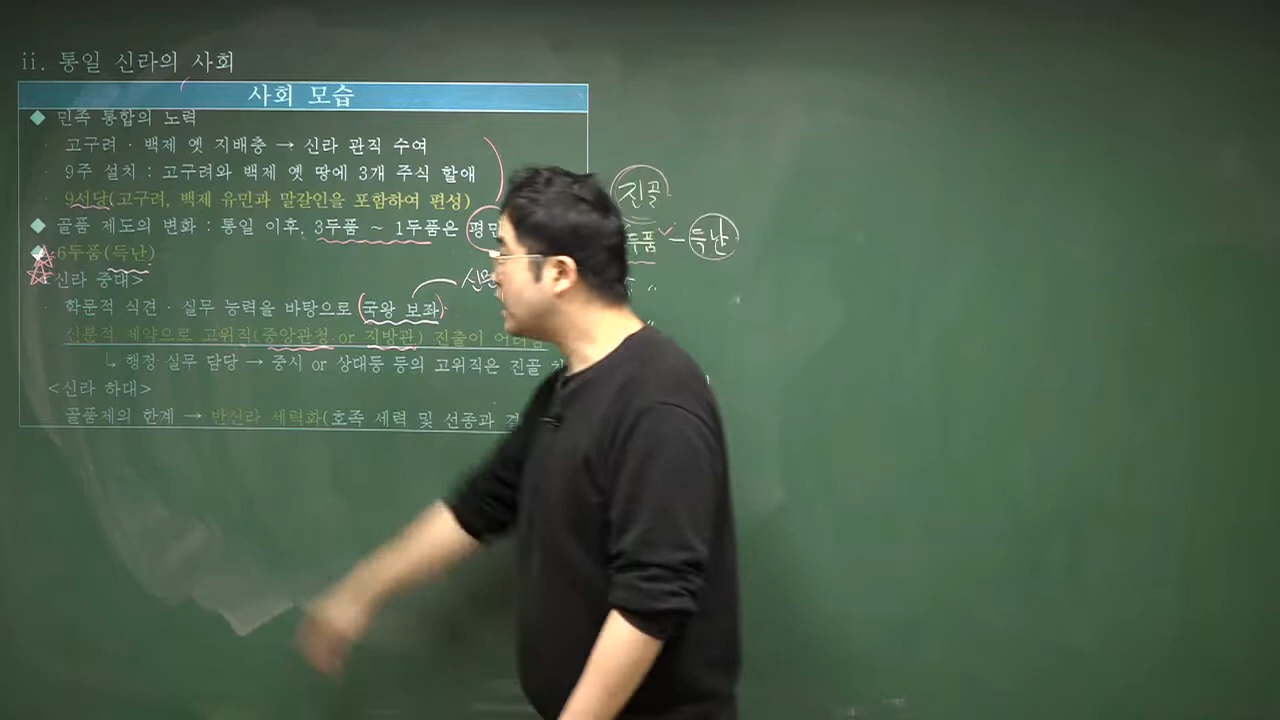 ii. 통일 신라의 사회
사회 모습
◆ 민족 통합의 노력
· 고구려 · 백제 옛 지배층 → 신라 관직 수여
· 9주 설치 : 고구려와 백제 옛 땅에 3개 주식 할애
· 9서당(고구려, 백제 유민과 말갈인을 포함하여 편성)
◆ 골품 제도의 변화 : 통일 이후, 3두품 ~ 1두품은
◆ 6두품(득난)
<신라 중대>
· 학문적 식견 · 실무 능력을 바탕으로 (국왕 보좌)
· 신분적 제약으로 고위직(중앙관청 or 지방관) 진출이 어려움
↳ 행정 실무 담당 → 중시 or 상대등 등의 고위직은 진골
<신라 하대>
· 골품제의 한계 → 반신라 세력화(호족 세력 및 선종과
진골
두품 - 득난